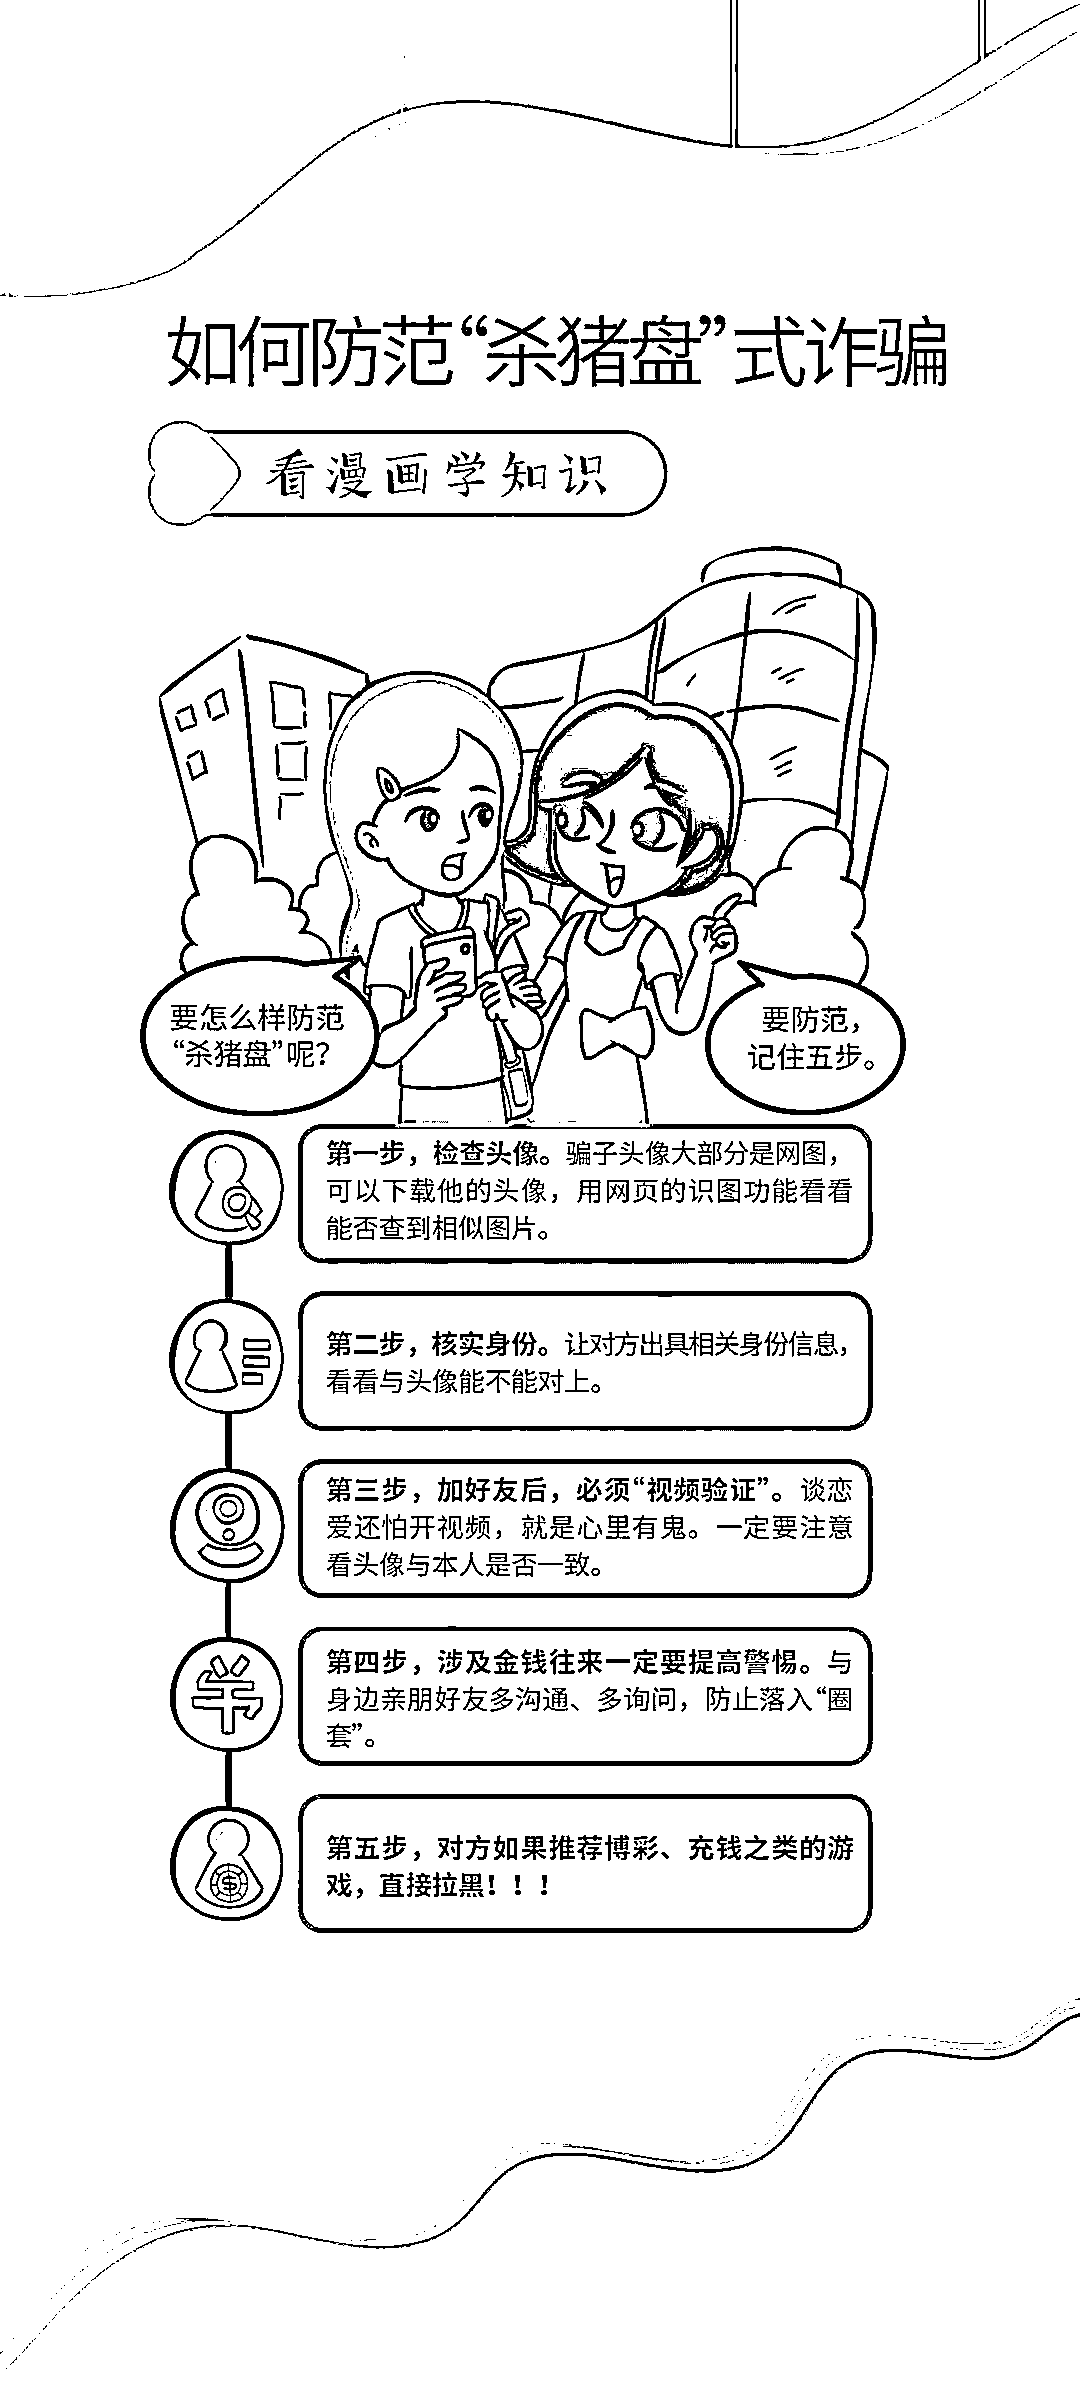 如何防范“杀猪盘”式诈骗
看漫画学知识
要怎么样防范
“杀猪盘”呢？
要防范，
记住五步。
第一步，检查头像。骗子头像大部分是网图，
可以下载他的头像，用网页的识图功能看看
能否查到相似图片。
第二步，核实身份。让对方出具相关身份信息，
看看与头像能不能对上。
第三步，加好友后，必须“视频验证”。谈恋
爱还怕开视频，就是心里有鬼。一定要注意
看头像与本人是否一致。
第四步，涉及金钱往来一定要提高警惕。与
身边亲朋好友多沟通、多询问，防止落入“圈
套”。
第五步，对方如果推荐博彩、充钱之类的游
戏，直接拉黑！！！